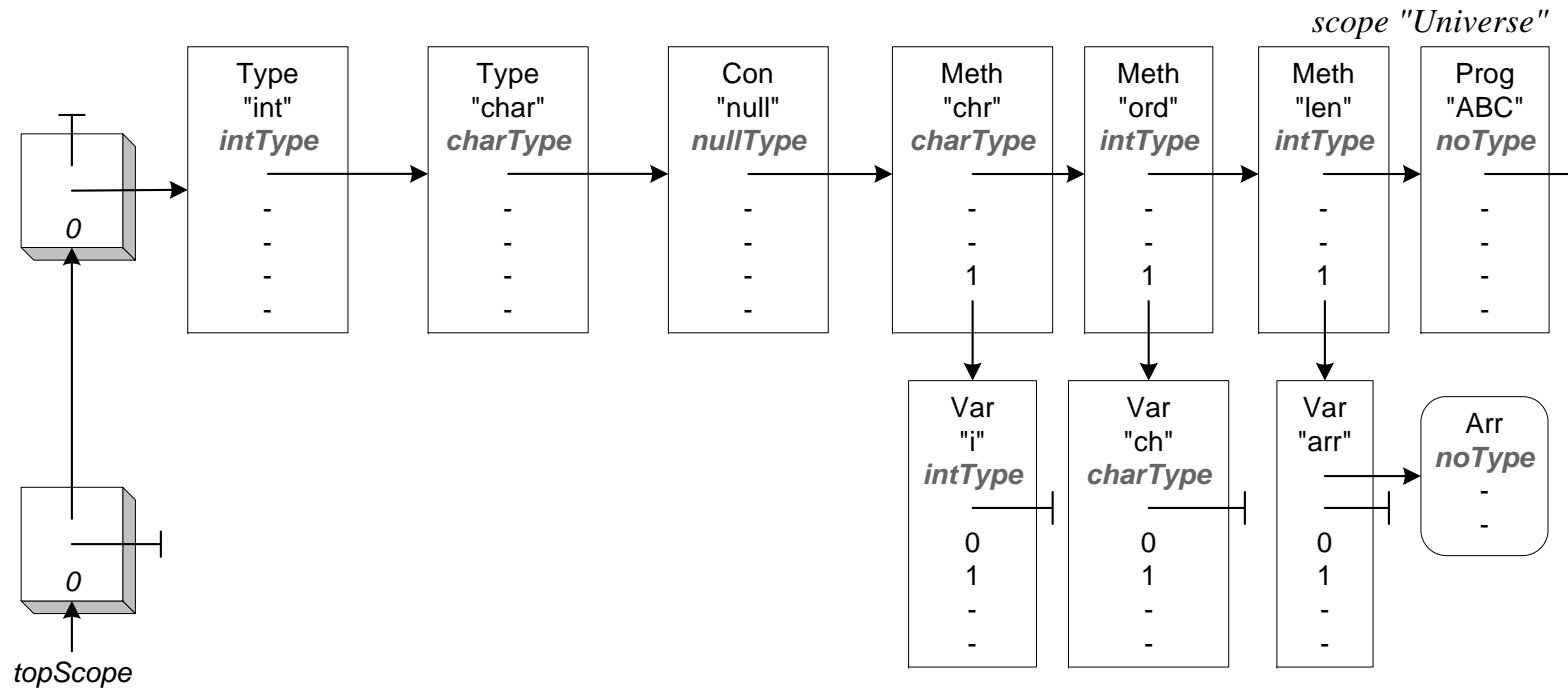 scope "Universe"
0
Type
"int"
intType
-
-
-
-
Type
"char"
charType
-
-
-
-
Con
"null"
nullType
-
-
-
-
Meth
"chr"
charType
-
-
1
Meth
"ord"
intType
-
-
1
Meth
"len"
intType
-
-
1
Prog
"ABC"
noType
-
-
-
-
0
topScope
Var
"i"
intType
0
1
-
-
Var
"ch"
charType
0
1
-
-
Var
"arr"
0
1
-
-
Arr
noType
-
-